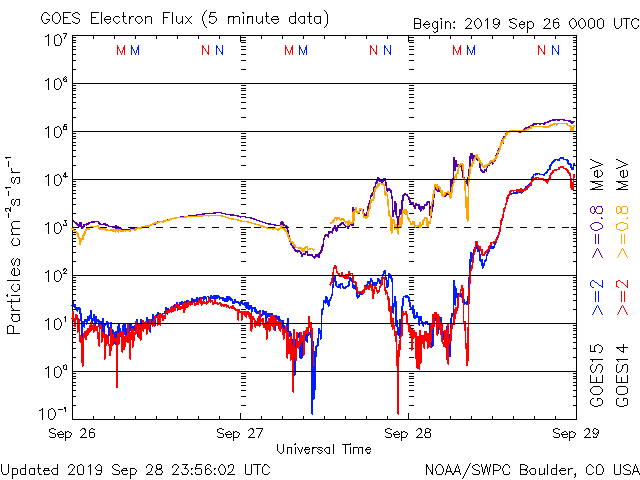 GOES Electron Flux (5 minute data)
Begin: 2019 Sep 26 0000 UTC
10⁷
M M N N M M N N M M N N
10⁶
10⁵
10⁴
10³
10²
10¹
10⁰
10⁻¹
Particles cm⁻²s⁻¹sr⁻¹
Sep 26 Sep 27 Sep 28 Sep 29
Universal Time
GOES15 >=2 >=0.8 MeV
GOES14 >=2 >=0.8 MeV
Updated 2019 Sep 28 23:56:02 UTC
NOAA/SWPC Boulder, CO USA